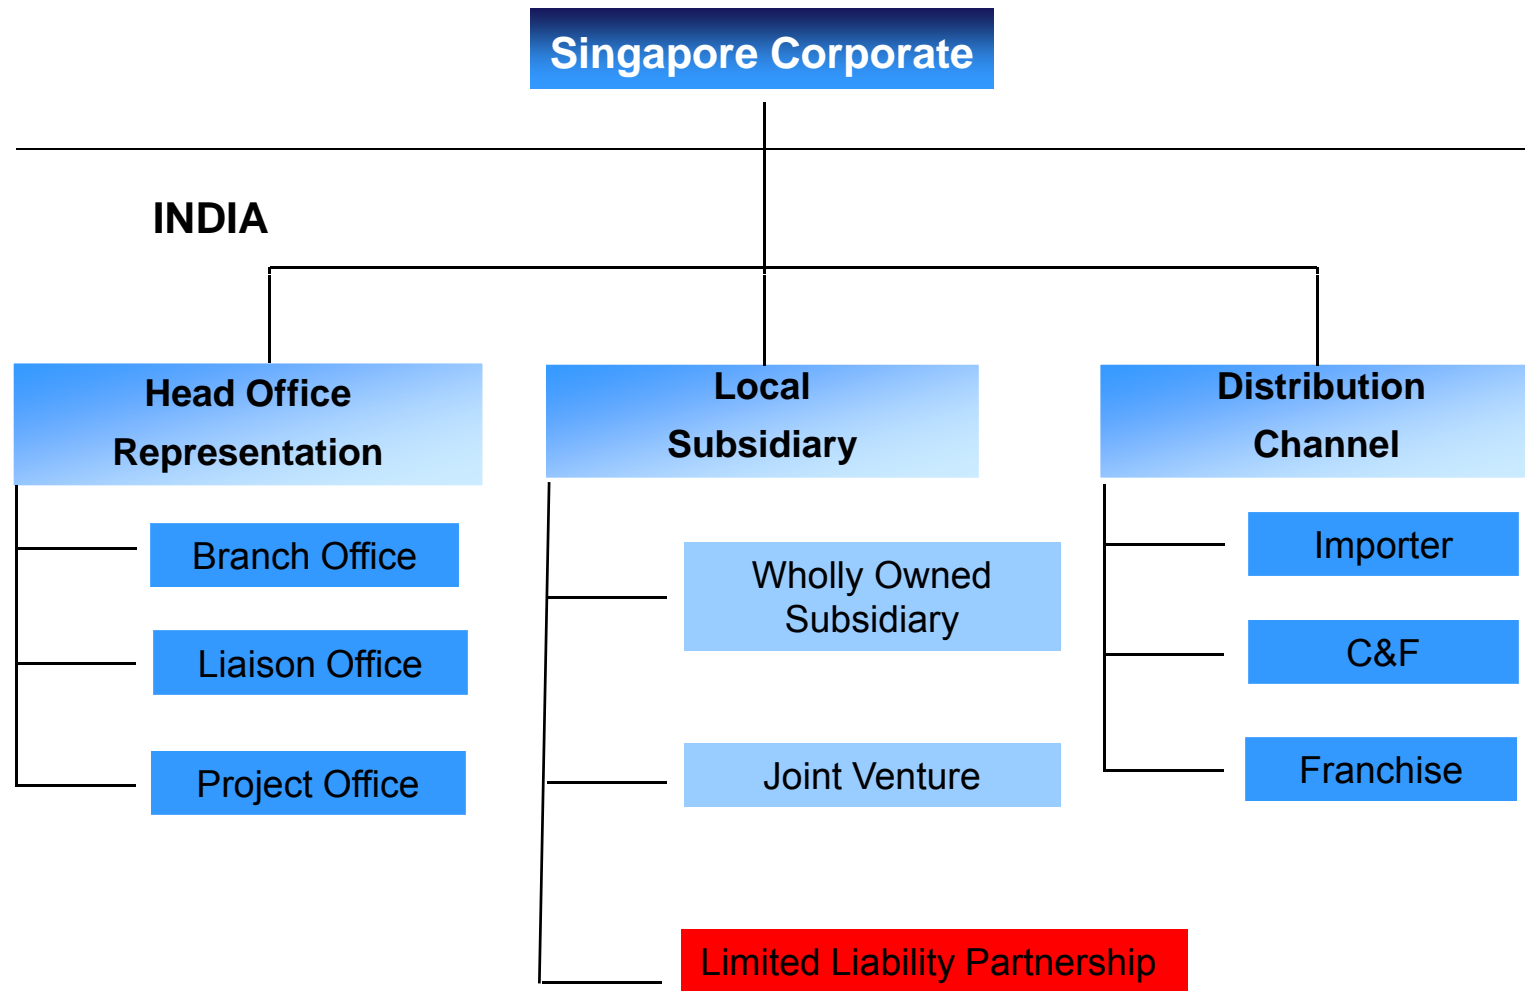 Singapore Corporate
INDIA
Head Office
Representation
Branch Office
Liaison Office
Project Office
Local
Subsidiary
Wholly Owned
Subsidiary
Joint Venture
Limited Liability Partnership
Distribution
Channel
Importer
C&F
Franchise